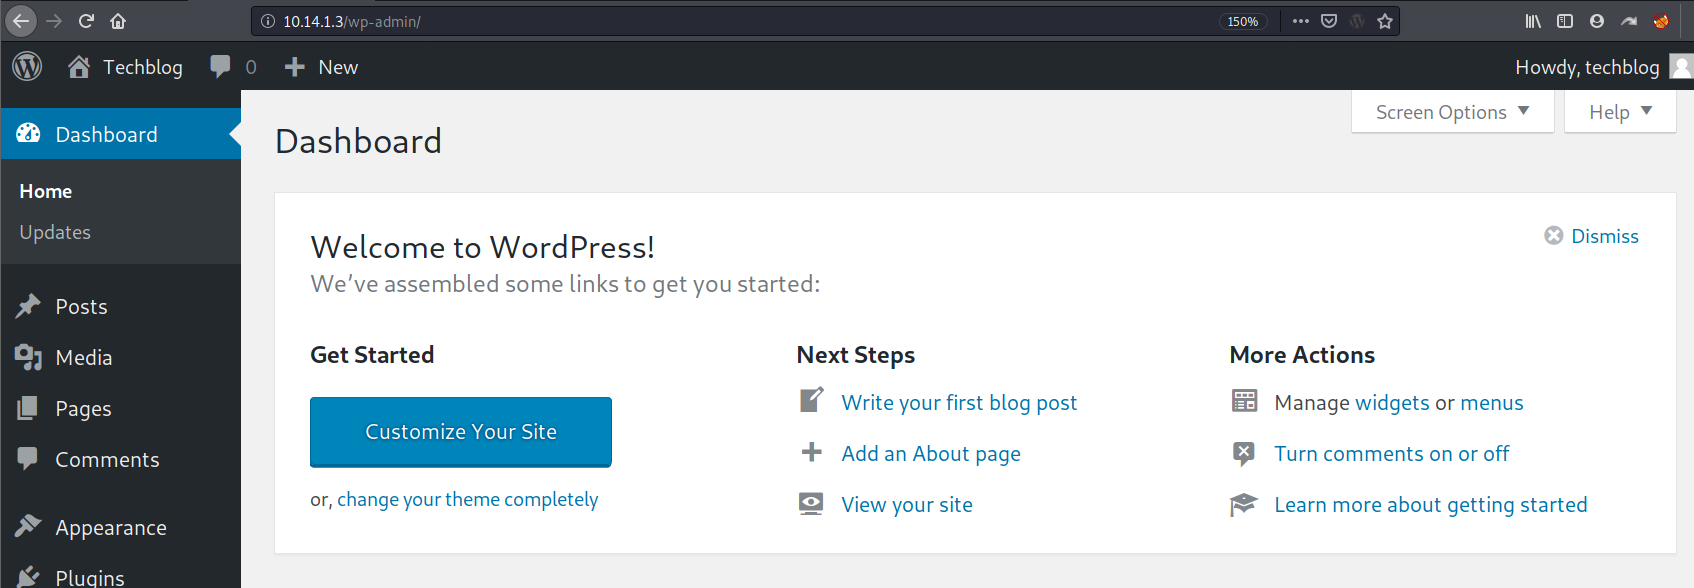 10.14.1.3/wp-admin/ 150%
Techblog 0 New Howdy, techblog
Screen Options Help
Dashboard
Home
Updates
Posts
Media
Pages
Comments
Appearance
Plugins
Dashboard
Welcome to WordPress!
We've assembled some links to get you started:
Dismiss
Get Started
Customize Your Site
or, change your theme completely
Next Steps
Write your first blog post
Add an About page
View your site
More Actions
Manage widgets or menus
Turn comments on or off
Learn more about getting started